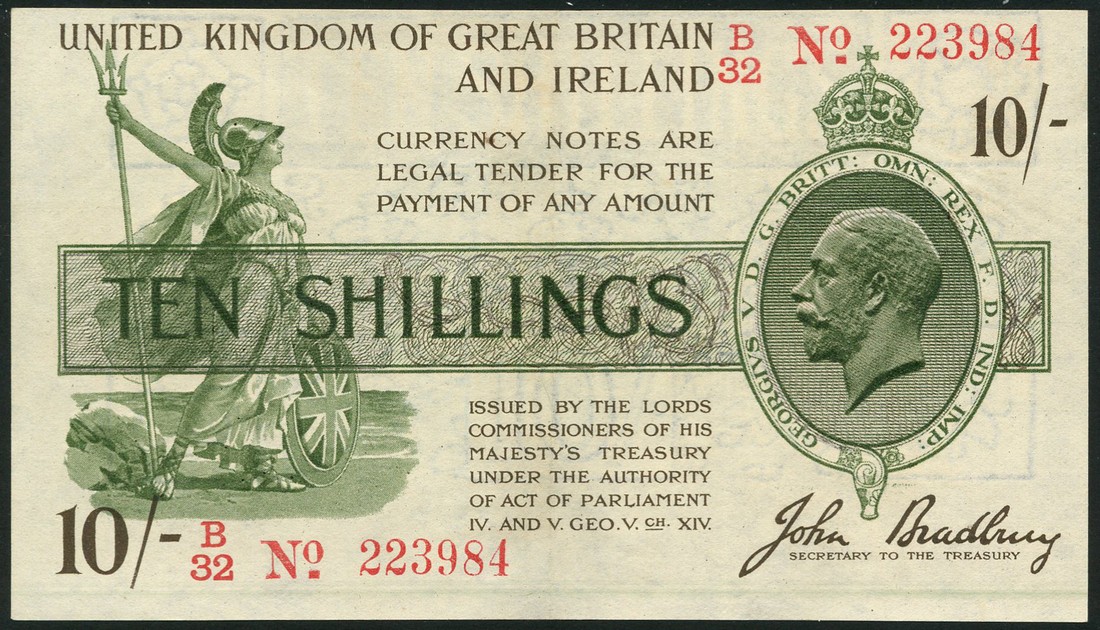 UNITED KINGDOM OF GREAT BRITAIN
AND IRELAND
B
32
No 223984
10/-
CURRENCY NOTES ARE
LEGAL TENDER FOR THE
PAYMENT OF ANY AMOUNT
GEORGIVS V D. G. BRITT: OMN: REX F. D. IND: IMP:
TEN SHILLINGS
ISSUED BY THE LORDS
COMMISSIONERS OF HIS
MAJESTY'S TREASURY
UNDER THE AUTHORITY
OF ACT OF PARLIAMENT
IV. AND V. GEO. V. CH. XIV.
John Bradbury
SECRETARY TO THE TREASURY
10/-
B
32
No 223984